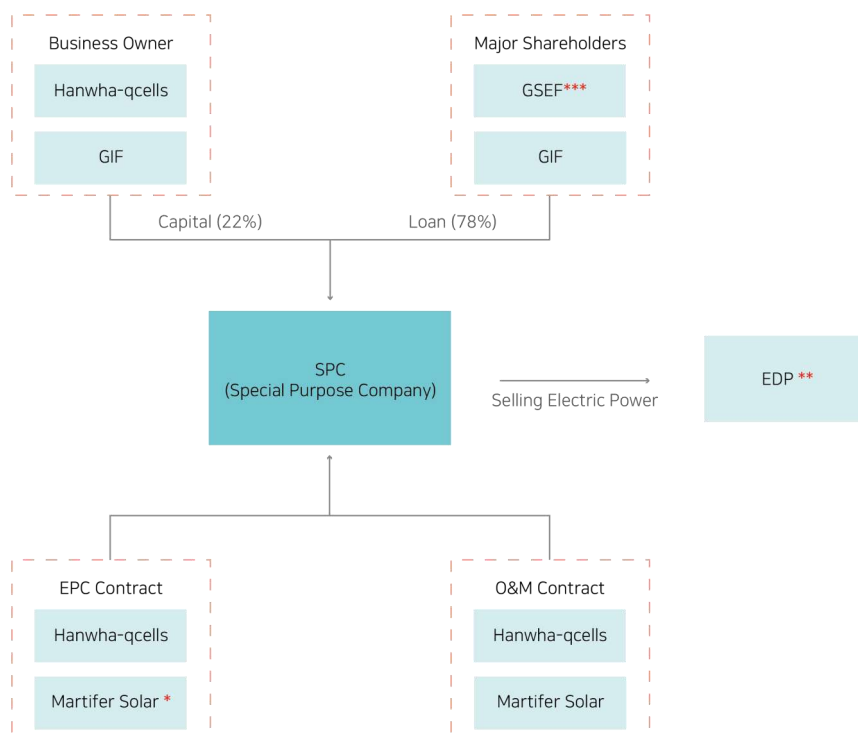 Business Owner
Hanwha-qcells
GIF
Major Shareholders
GSEF***
GIF
Capital (22%)
Loan (78%)
SPC
(Special Purpose Company)
Selling Electric Power
EDP **
EPC Contract
Hanwha-qcells
Martifer Solar *
O&M Contract
Hanwha-qcells
Martifer Solar